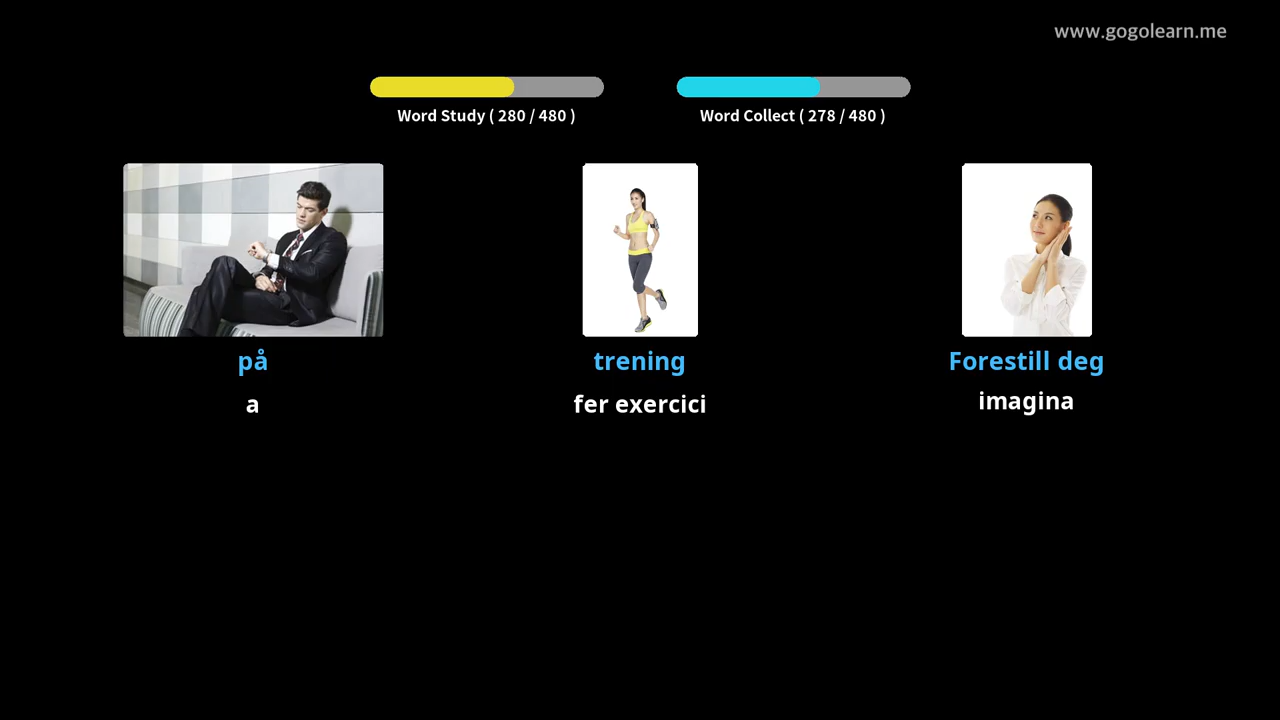 www.gogolearn.me
Word Study ( 280 / 480 )
Word Collect ( 278 / 480 )
på
trening
Forestill deg
a
fer exercici
imagina